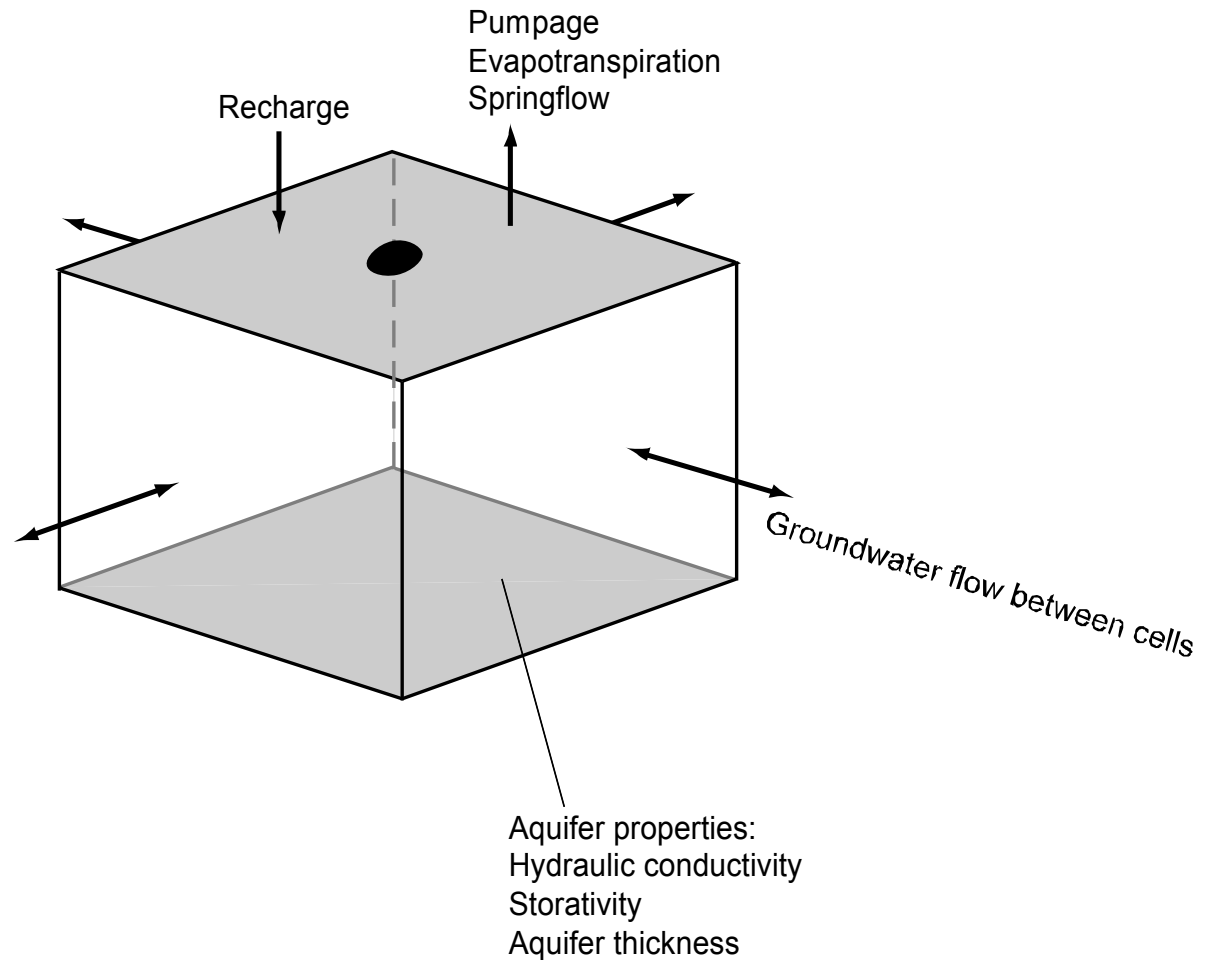 Pumpage
Evapotranspiration
Springflow
Recharge
Groundwater flow between cells
Aquifer properties:
Hydraulic conductivity
Storativity
Aquifer thickness